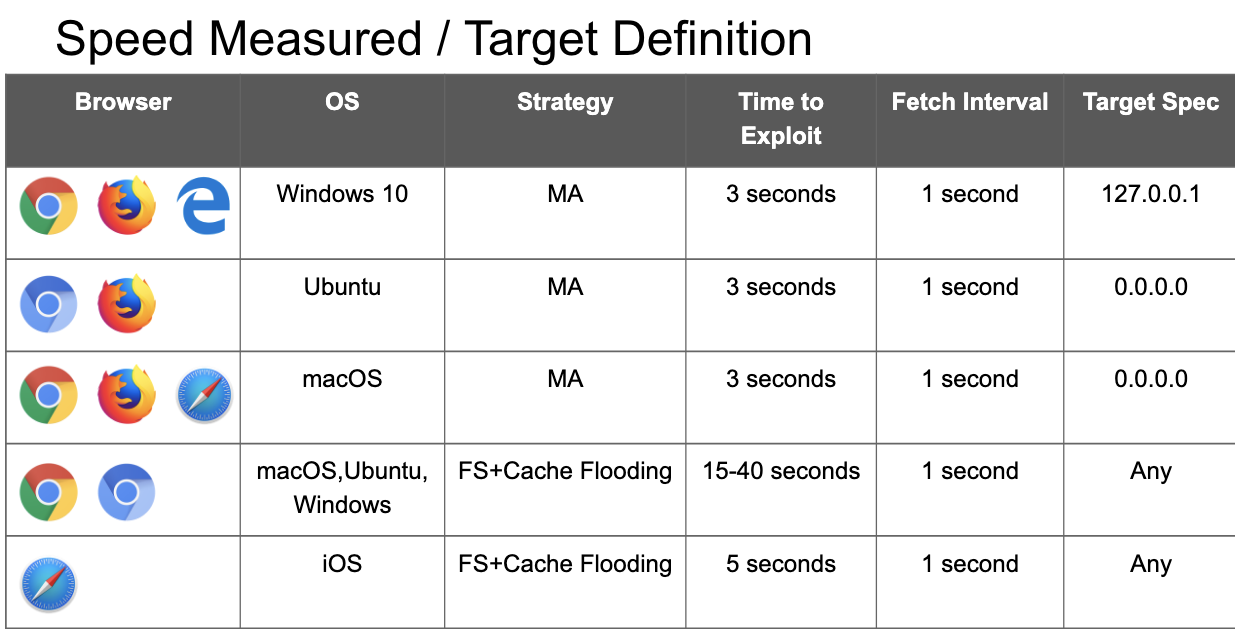 Speed Measured / Target Definition
Browser OS Strategy Time to Exploit Fetch Interval Target Spec
Windows 10 MA 3 seconds 1 second 127.0.0.1
Ubuntu MA 3 seconds 1 second 0.0.0.0
macOS MA 3 seconds 1 second 0.0.0.0
macOS,Ubuntu, Windows FS+Cache Flooding 15-40 seconds 1 second Any
iOS FS+Cache Flooding 5 seconds 1 second Any